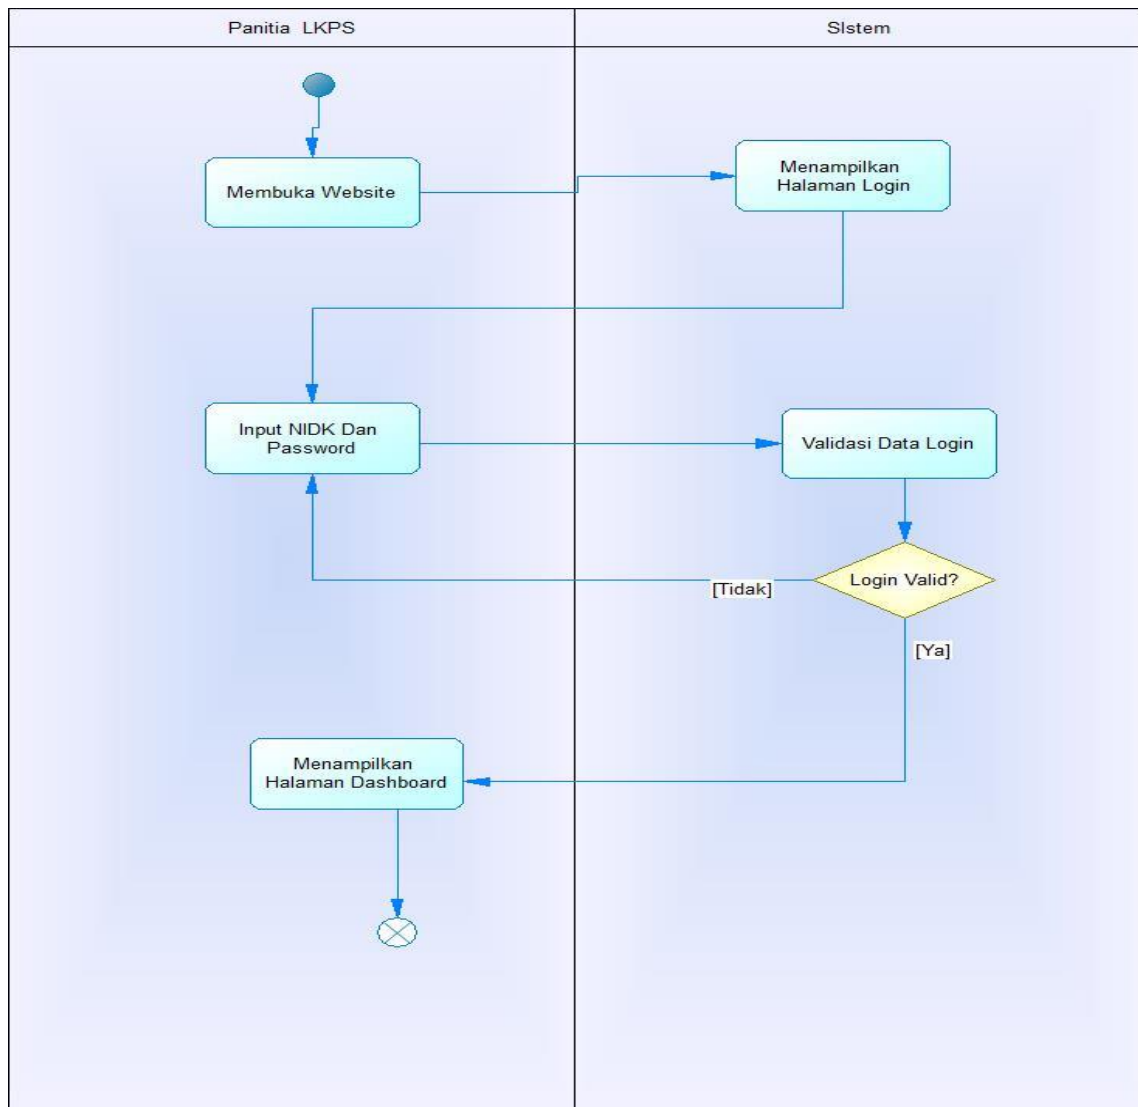 Panitia LKPS
SIstem
Membuka Website
Menampilkan
Halaman Login
Input NIDK Dan
Password
Validasi Data Login
Login Valid?
[Tidak]
[Ya]
Menampilkan
Halaman Dashboard